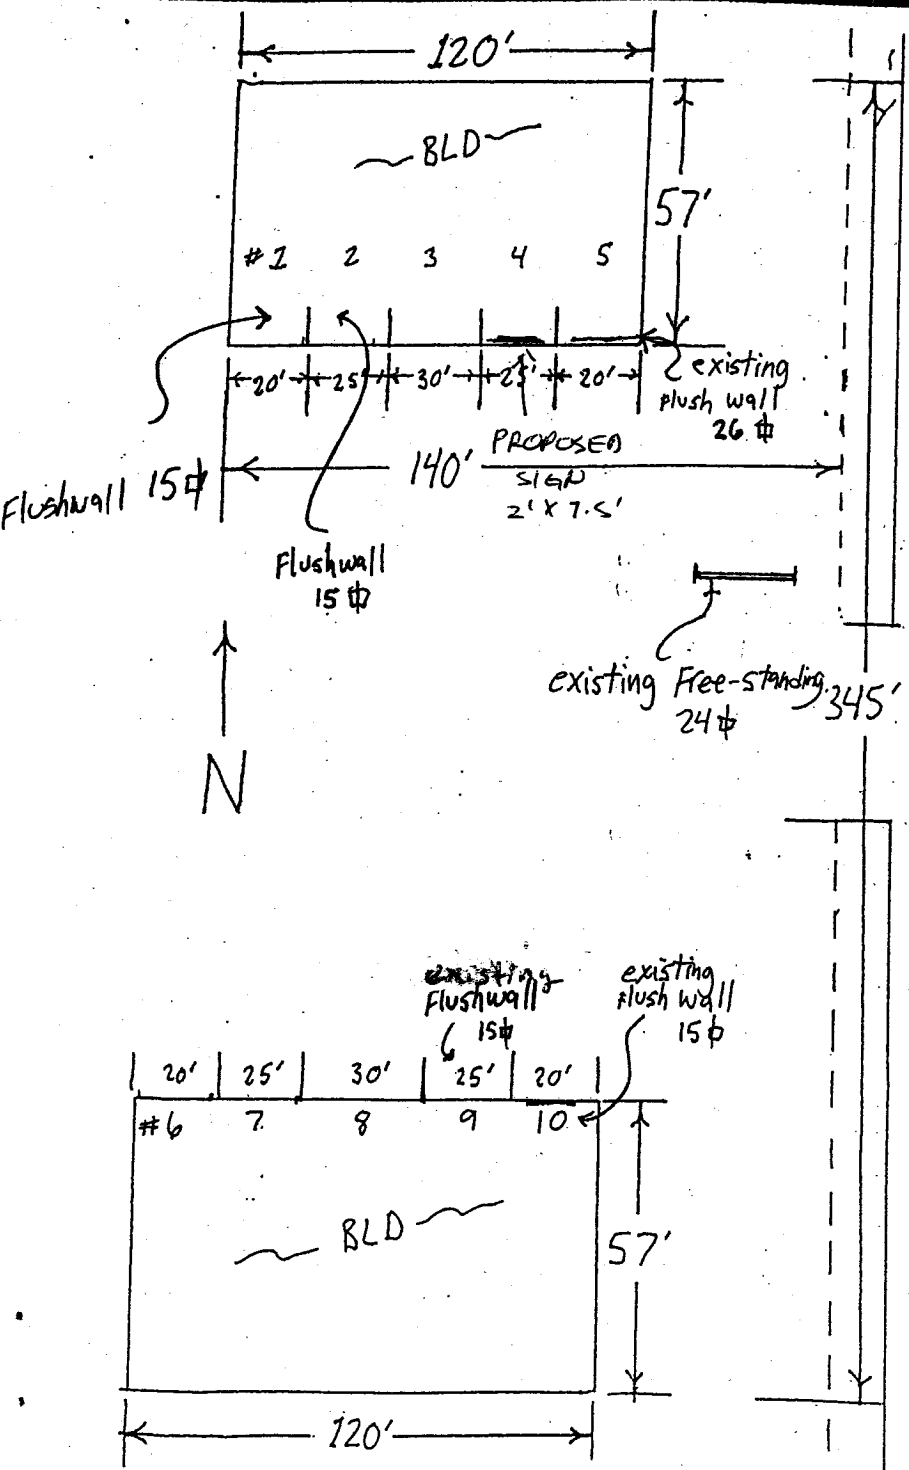 120'
BLD
57'
#1 2 3 4 5
20' 25' 30' 25' 20'
existing
flush wall
26 ⏍
140'
PROPOSED
SIGN
2' X 7.5'
Flushwall 15 ⏍
Flushwall
15 ⏍
existing Free-standing
24 ⏍
345'
N
existing
Flushwall
15 ⏍
existing
flush wall
15 ⏍
20' 25' 30' 25' 20'
#6 7 8 9 10
BLD
57'
120'